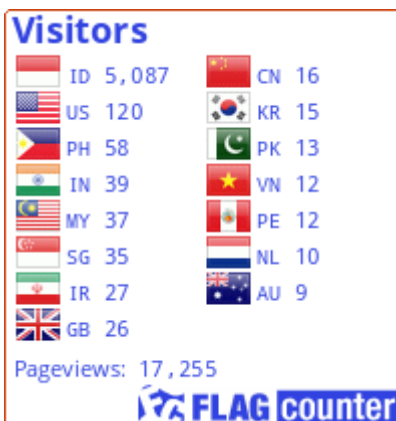 Visitors
ID 5,087
US 120
PH 58
IN 39
MY 37
SG 35
IR 27
GB 26
CN 16
KR 15
PK 13
VN 12
PE 12
NL 10
AU 9
Pageviews: 17,255
FLAG counter